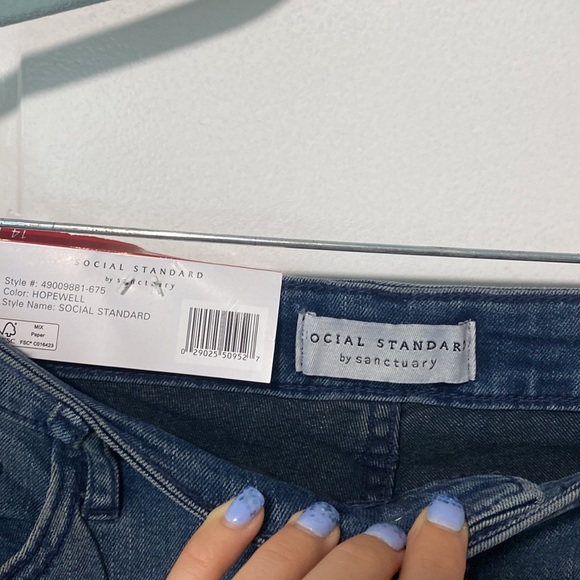 14
SOCIAL STANDARD
by sanctuary
Style #: 49009881-675
Color: HOPEWELL
Style Name: SOCIAL STANDARD
MIX
Paper
FSC® C016423
0 29025 50952 7
OCIAL STANDAR
by sanctuary